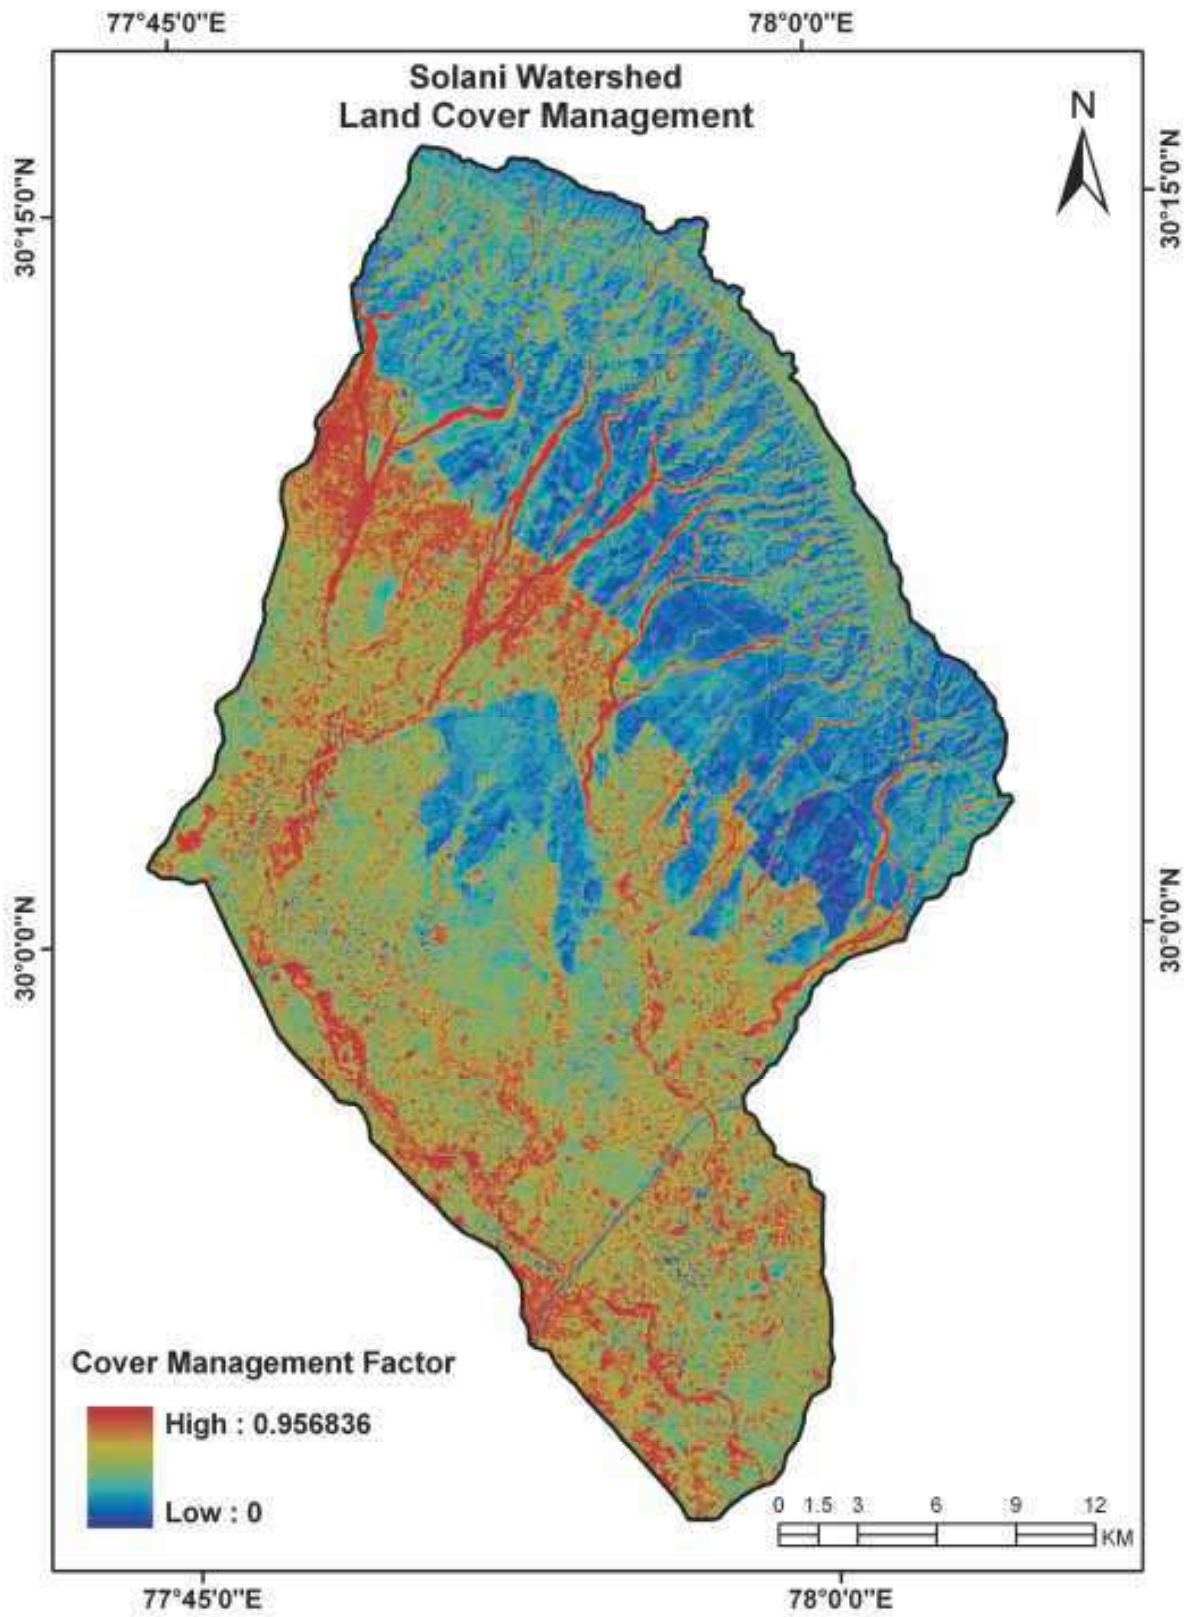 77°45'0"E
78°0'0"E
Solani Watershed
Land Cover Management
N
30°15'0"N
30°15'0"N
30°0'0"N
30°0'0"N
Cover Management Factor
High : 0.956836
Low : 0
0 1.5 3 6 9 12
KM
77°45'0"E
78°0'0"E